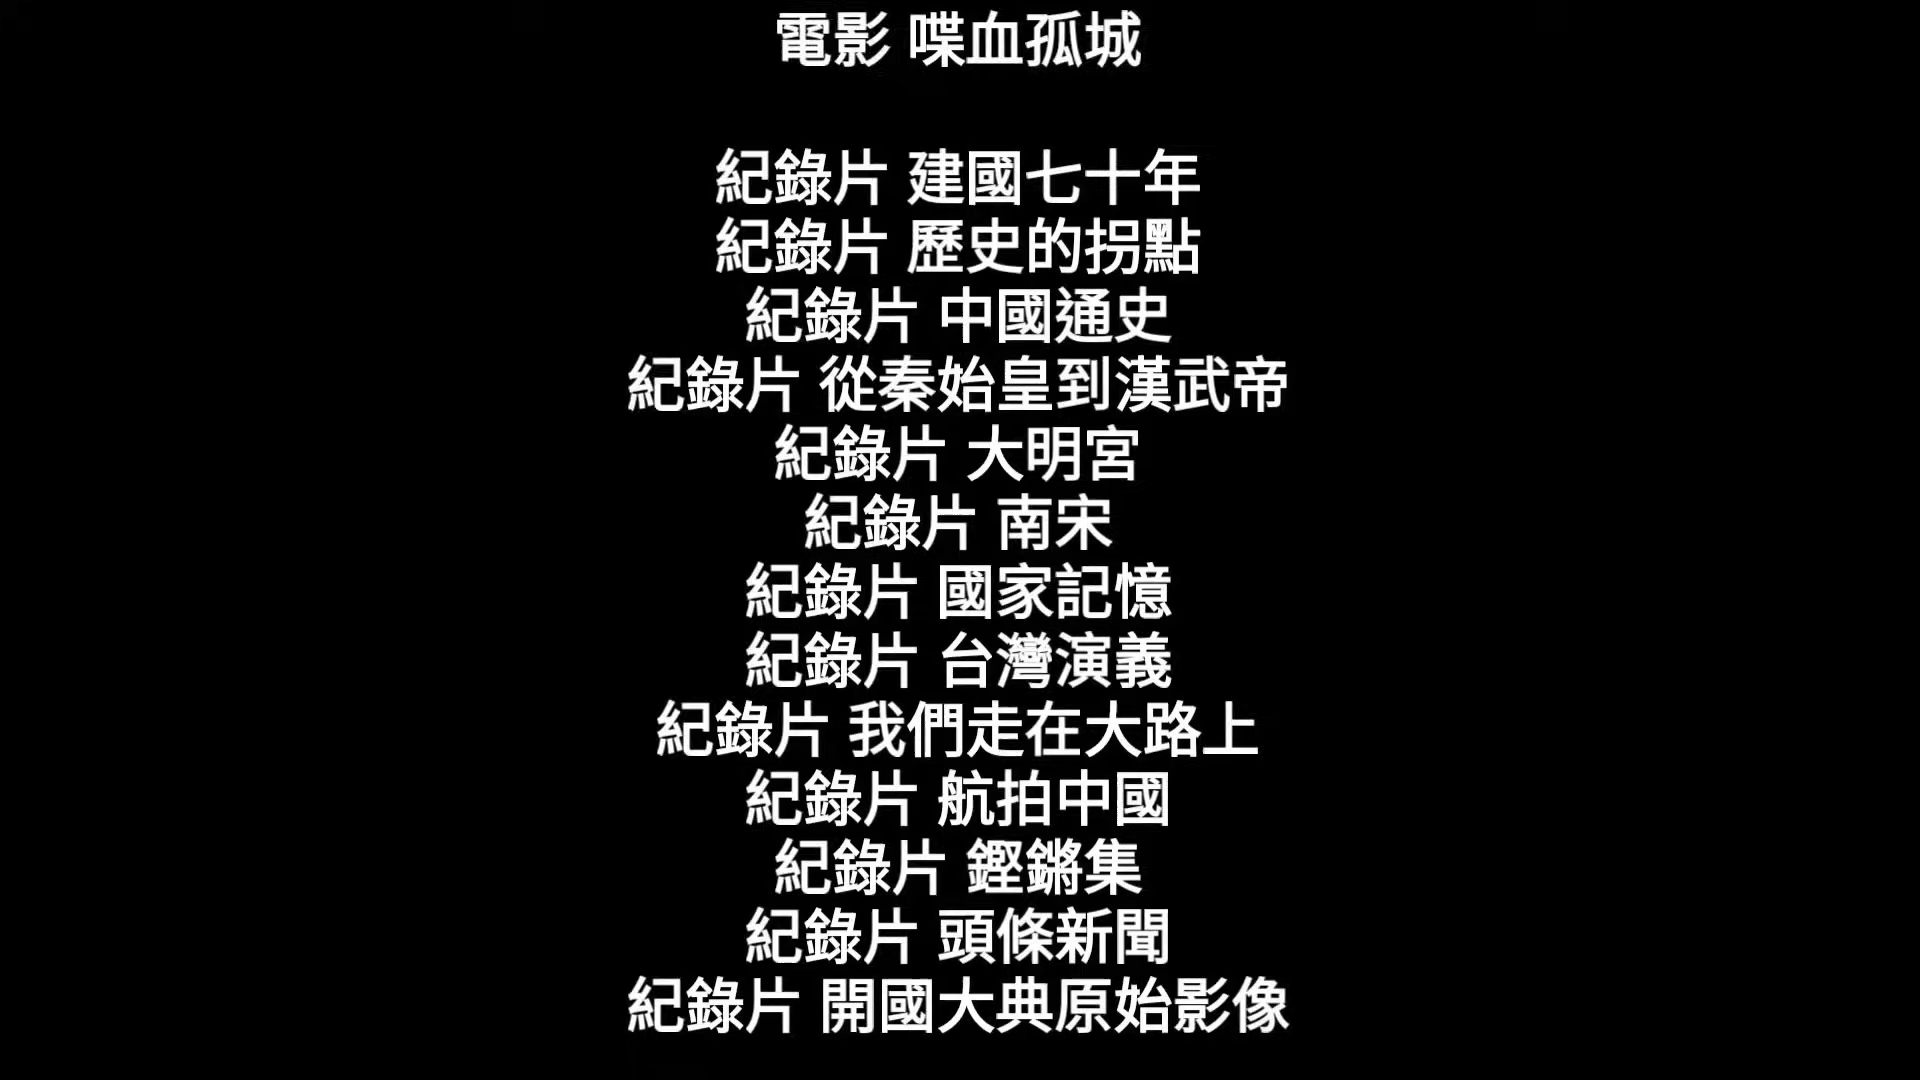 電影 喋血孤城
紀錄片 建國七十年
紀錄片 歷史的拐點
紀錄片 中國通史
紀錄片 從秦始皇到漢武帝
紀錄片 大明宮
紀錄片 南宋
紀錄片 國家記憶
紀錄片 台灣演義
紀錄片 我們走在大路上
紀錄片 航拍中國
紀錄片 鏗鏘集
紀錄片 頭條新聞
紀錄片 開國大典原始影像